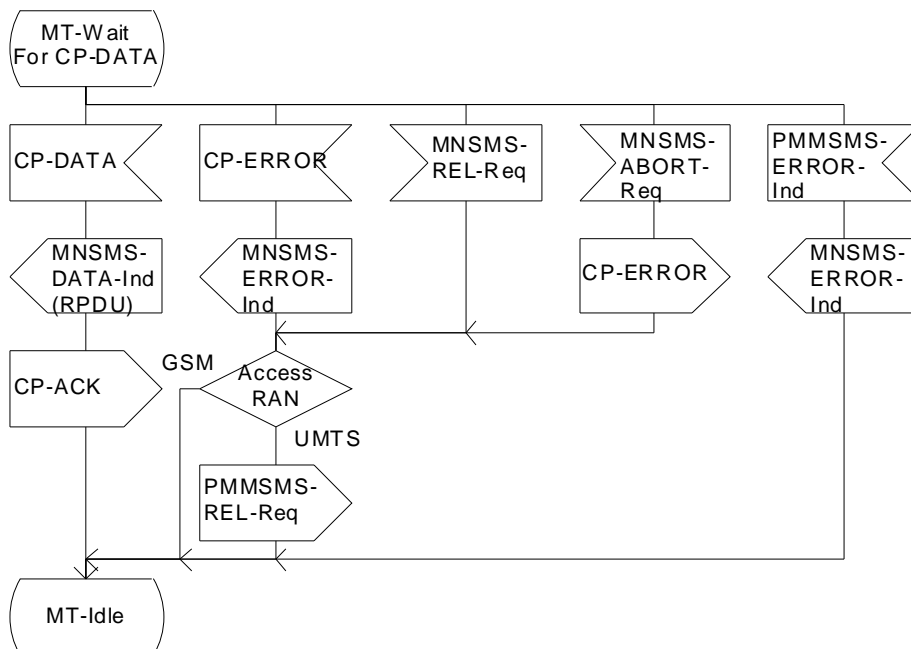 MT-Wait
For CP-DATA
CP-DATA
CP-ERROR
MNSMS-
REL-Req
MNSMS-
ABORT-
Req
PMMSMS-
ERROR-
Ind
MNSMS-
DATA-Ind
(RPDU)
MNSMS-
ERROR-
Ind
CP-ERROR
MNSMS-
ERROR-
Ind
CP-ACK
GSM
Access
RAN
UMTS
PMMSMS-
REL-Req
MT-Idle